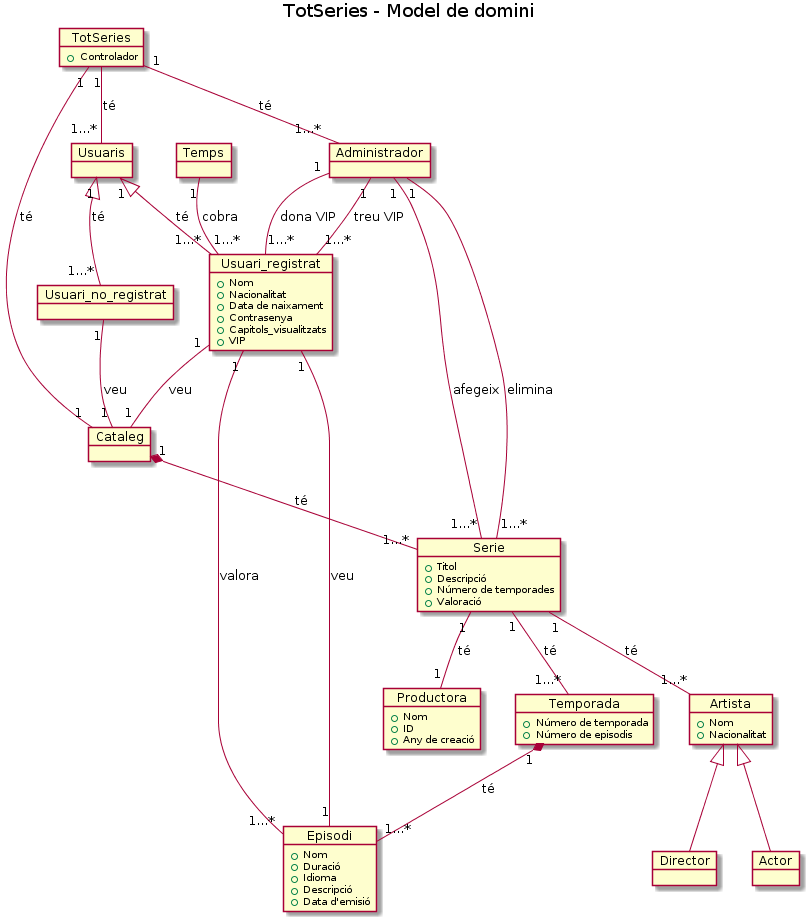 TotSeries - Model de domini
TotSeries
Controlador
1
1
1
té
té
té
1...*
1...*
Usuaris
Temps
Administrador
1
1
1
1
1
1
1
1
té
té
cobra
dona VIP
treu VIP
1...*
1...*
1...*
1...*
1...*
Usuari_registrat
Nom
Nacionalitat
Data de naixament
Contrasenya
Capitols_visualitzats
VIP
Usuari_no_registrat
1
1
1
1
veu
veu
afegeix
elimina
1
1
1
Cataleg
1
té
1...*
1...*
1...*
Serie
Titol
Descripció
Número de temporades
Valoració
valora
veu
1
1
1
té
té
té
1
1...*
1...*
Productora
Nom
ID
Any de creació
Temporada
Número de temporada
Número de episodis
Artista
Nom
Nacionalitat
1
té
1...*
1
1...*
Episodi
Nom
Duració
Idioma
Descripció
Data d'emisió
Director
Actor